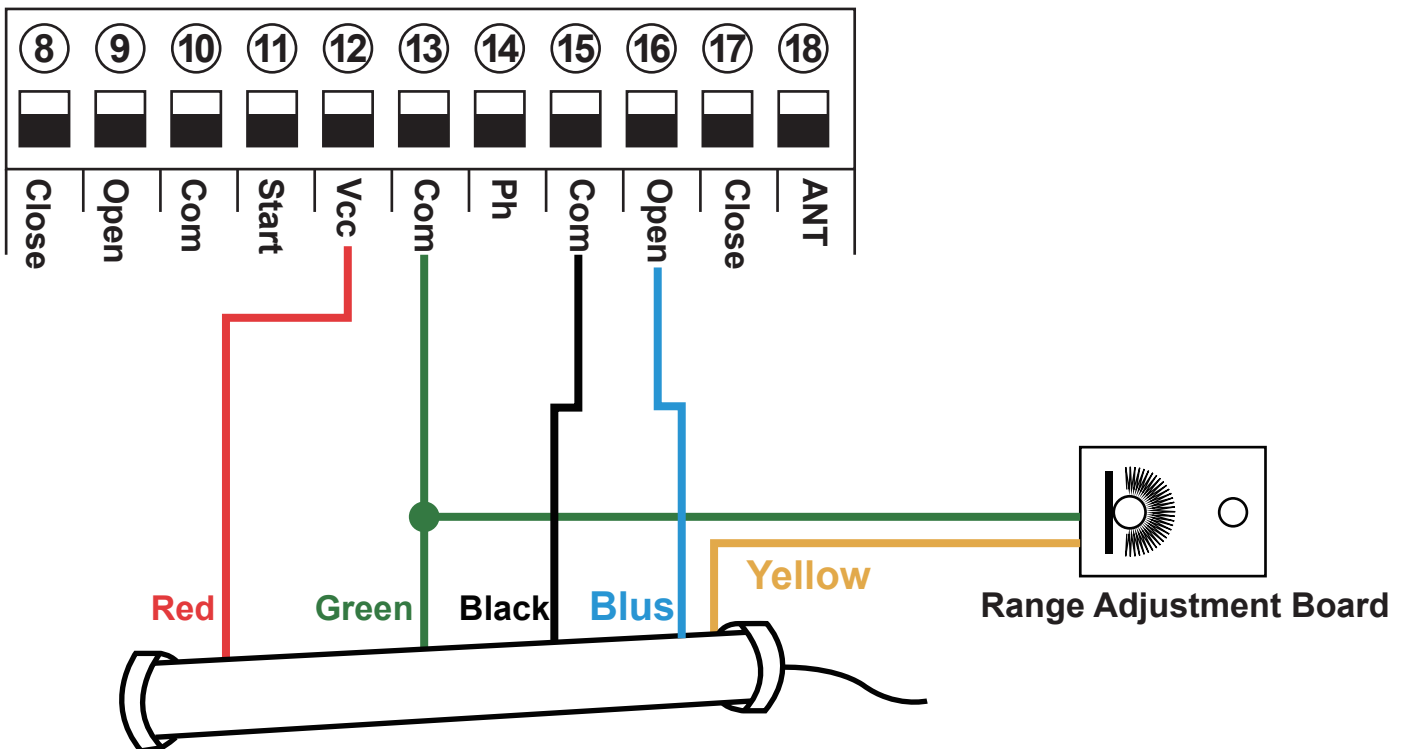 8 9 10 11 12 13 14 15 16 17 18
Close Open Com Start Vcc Com Ph Com Open Close ANT
Yellow
Red Green Black Blus
Range Adjustment Board